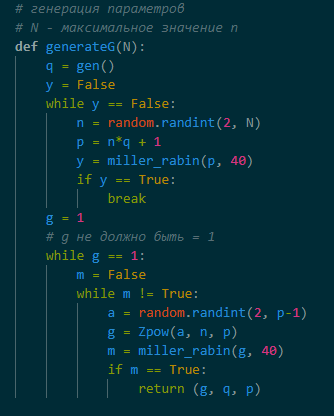 # генерация параметров
# N - максимальное значение n
def generateG(N):
    q = gen()
    y = False
    while y == False:
        n = random.randint(2, N)
        p = n*q + 1
        y = miller_rabin(p, 40)
        if y == True:
            break
    g = 1
    # g не должно быть = 1
    while g == 1:
        m = False
        while m != True:
            a = random.randint(2, p-1)
            g = Zpow(a, n, p)
            m = miller_rabin(g, 40)
            if m == True:
                return (g, q, p)